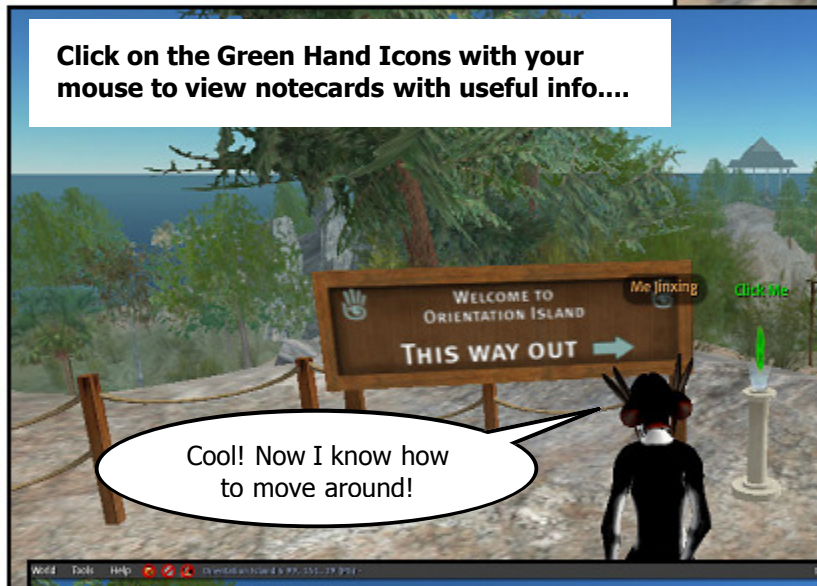 Click on the Green Hand Icons with your
mouse to view notecards with useful info....
Me Jinxing
Click Me
WELCOME TO
ORIENTATION ISLAND
THIS WAY OUT
Cool! Now I know how
to move around!
World Tools Help